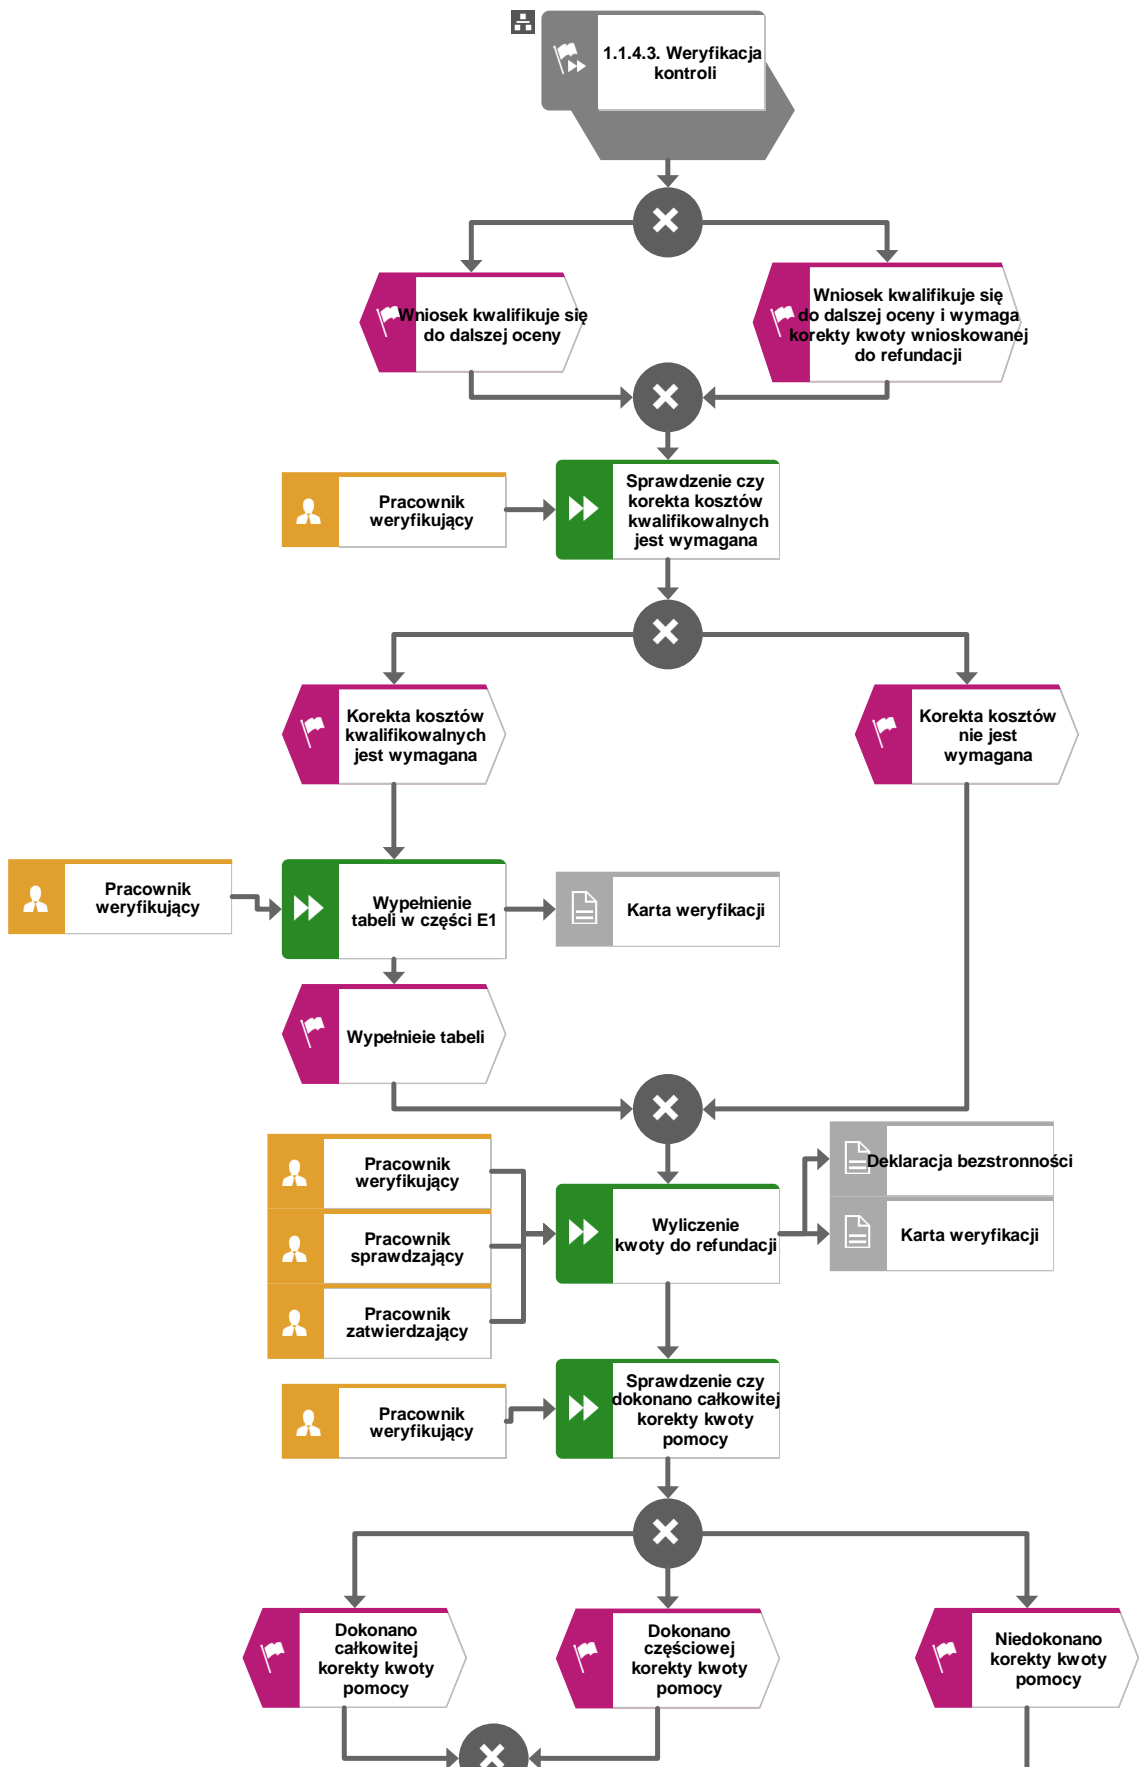 1.1.4.3. Weryfikacja
kontroli
Wniosek kwalifikuje się
do dalszej oceny
Wniosek kwalifikuje się
do dalszej oceny i wymaga
korekty kwoty wnioskowanej
do refundacji
Pracownik
weryfikujący
Sprawdzenie czy
korekta kosztów
kwalifikowalnych
jest wymagana
Korekta kosztów
kwalifikowalnych
jest wymagana
Korekta kosztów
nie jest
wymagana
Pracownik
weryfikujący
Wypełnienie
tabeli w części E1
Karta weryfikacji
Wypełnieie tabeli
Pracownik
weryfikujący
Pracownik
sprawdzający
Pracownik
zatwierdzający
Wyliczenie
kwoty do refundacji
Deklaracja bezstronności
Karta weryfikacji
Pracownik
weryfikujący
Sprawdzenie czy
dokonano całkowitej
korekty kwoty
pomocy
Dokonano
całkowitej
korekty kwoty
pomocy
Dokonano
częściowej
korekty kwoty
pomocy
Niedokonano
korekty kwoty
pomocy